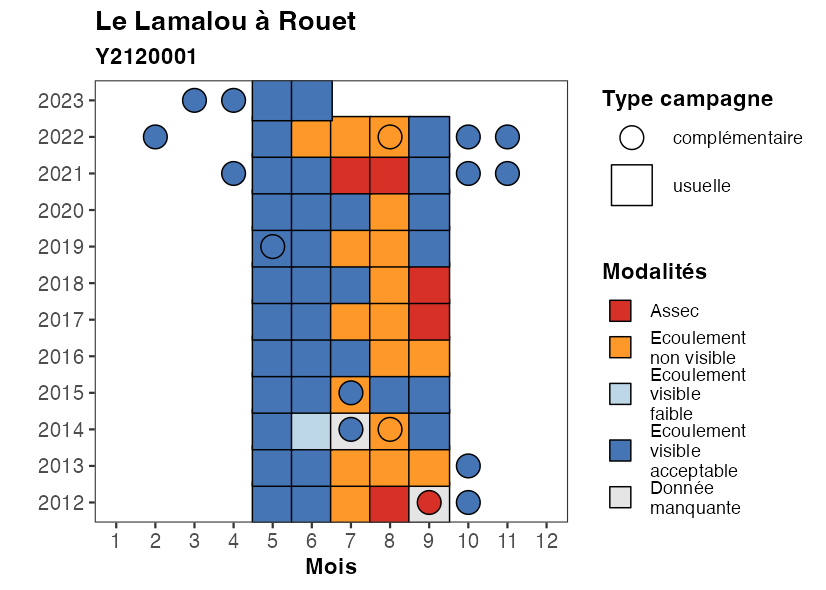 Le Lamalou à Rouet
Y2120001
2023
2022
2021
2020
2019
2018
2017
2016
2015
2014
2013
2012
1 2 3 4 5 6 7 8 9 10 11 12
Mois
Type campagne
complémentaire
usuelle
Modalités
Assec
Ecoulement
non visible
Ecoulement
visible
faible
Ecoulement
visible
acceptable
Donnée
manquante